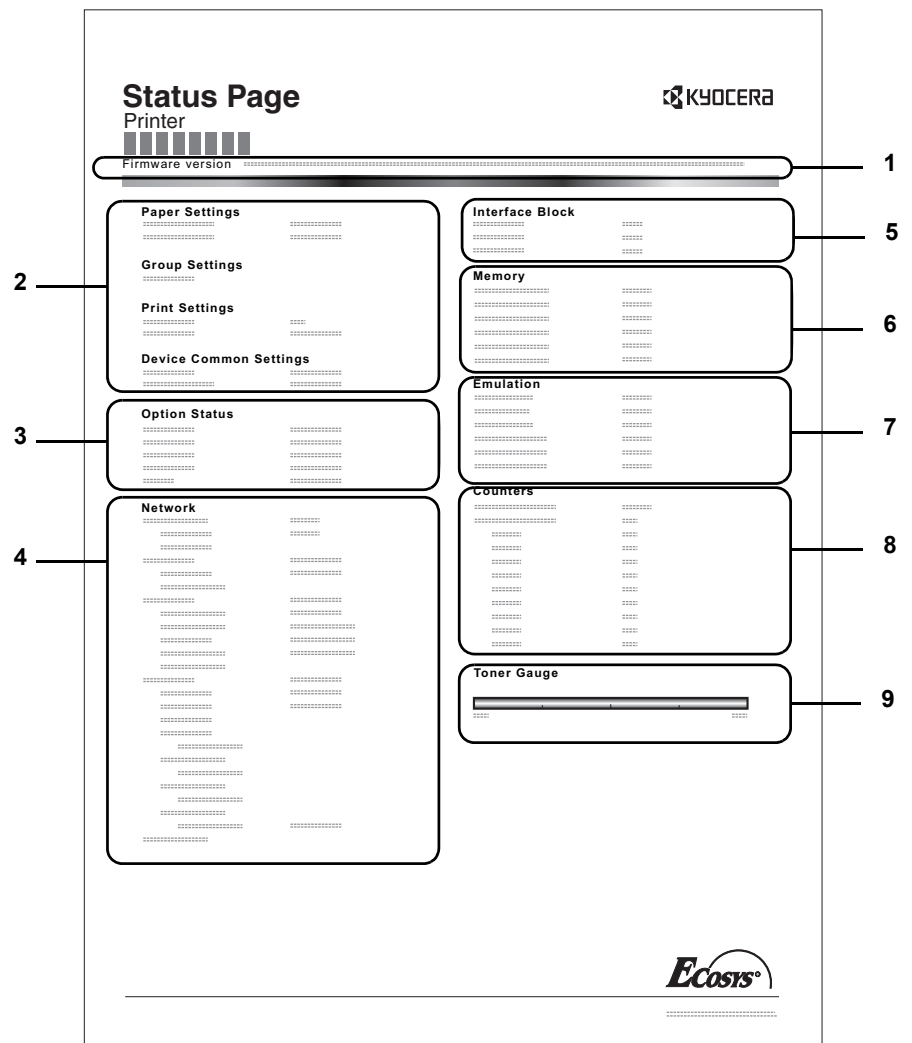 Status Page
KYOCERA
Printer
Firmware version
1
Paper Settings
Group Settings
Print Settings
Device Common Settings
2
Option Status
3
Network
4
Interface Block
5
Memory
6
Emulation
7
Counters
8
Toner Gauge
9
ECOSYS